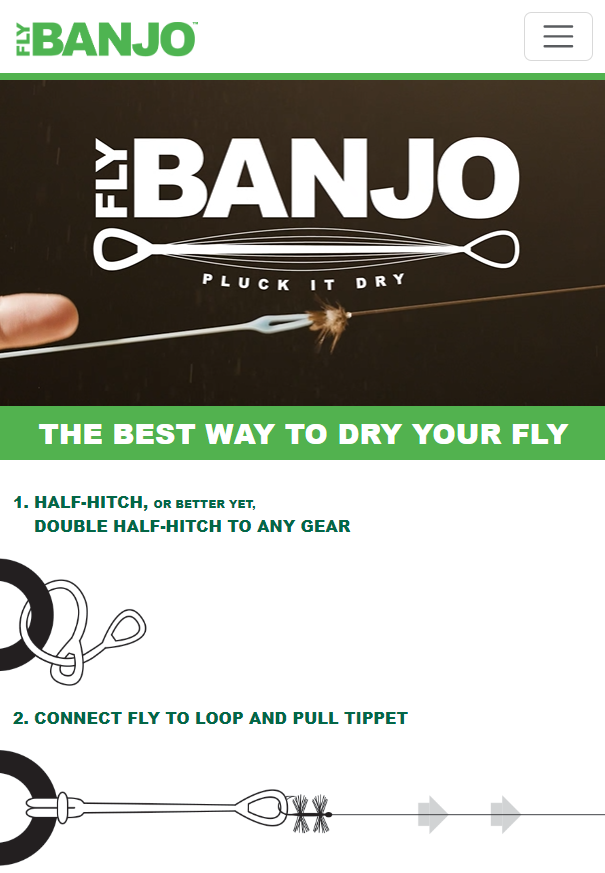 FLY BANJO™
FLY BANJO
PLUCK IT DRY
THE BEST WAY TO DRY YOUR FLY
1. HALF-HITCH, OR BETTER YET,
DOUBLE HALF-HITCH TO ANY GEAR
2. CONNECT FLY TO LOOP AND PULL TIPPET